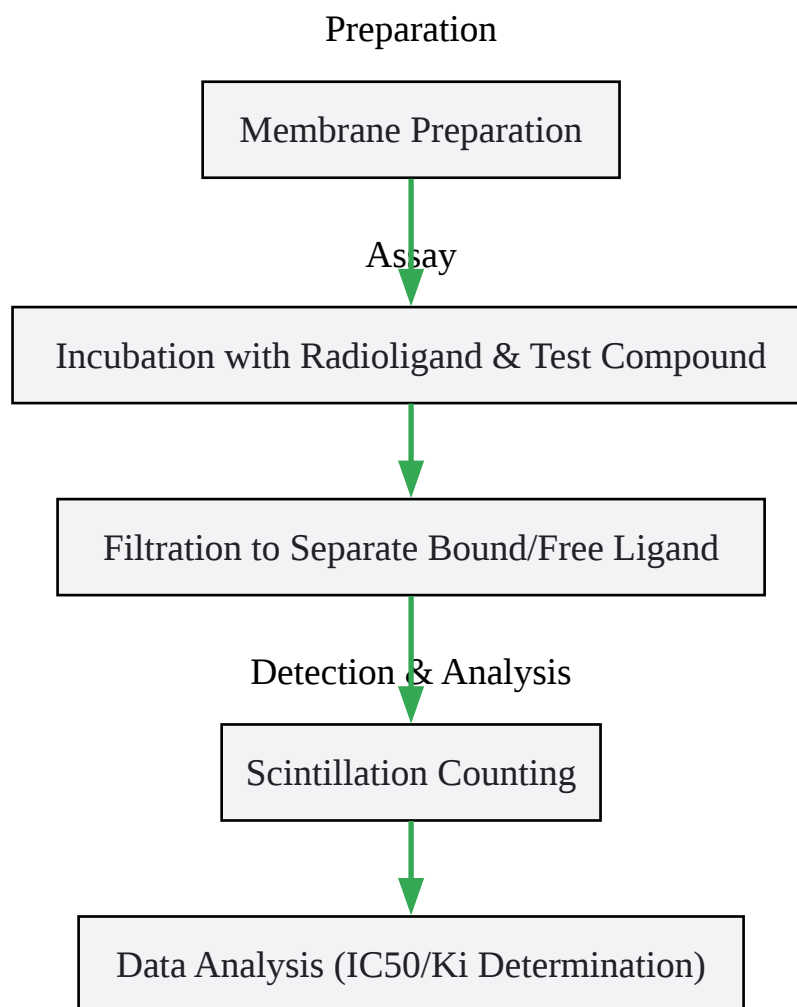 Preparation
Membrane Preparation
Assay
Incubation with Radioligand & Test Compound
Filtration to Separate Bound/Free Ligand
Detection & Analysis
Scintillation Counting
Data Analysis (IC50/Ki Determination)